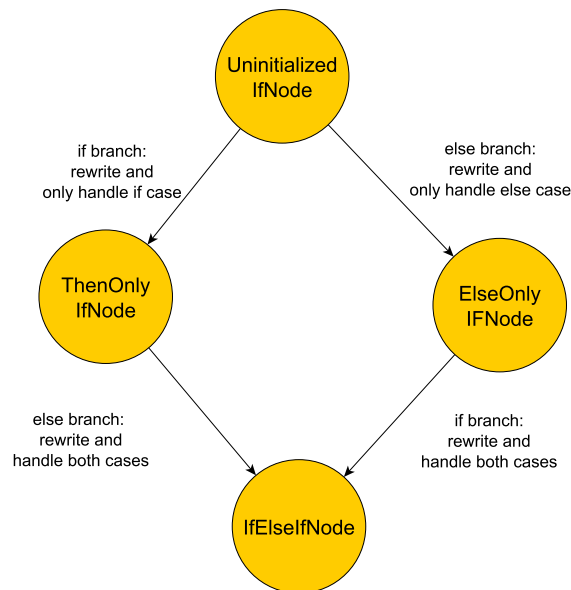 Uninitialized
IfNode
if branch:
rewrite and
only handle if case
else branch:
rewrite and
only handle else case
ThenOnly
IfNode
ElseOnly
IFNode
else branch:
rewrite and
handle both cases
if branch:
rewrite and
handle both cases
IfElseIfNode